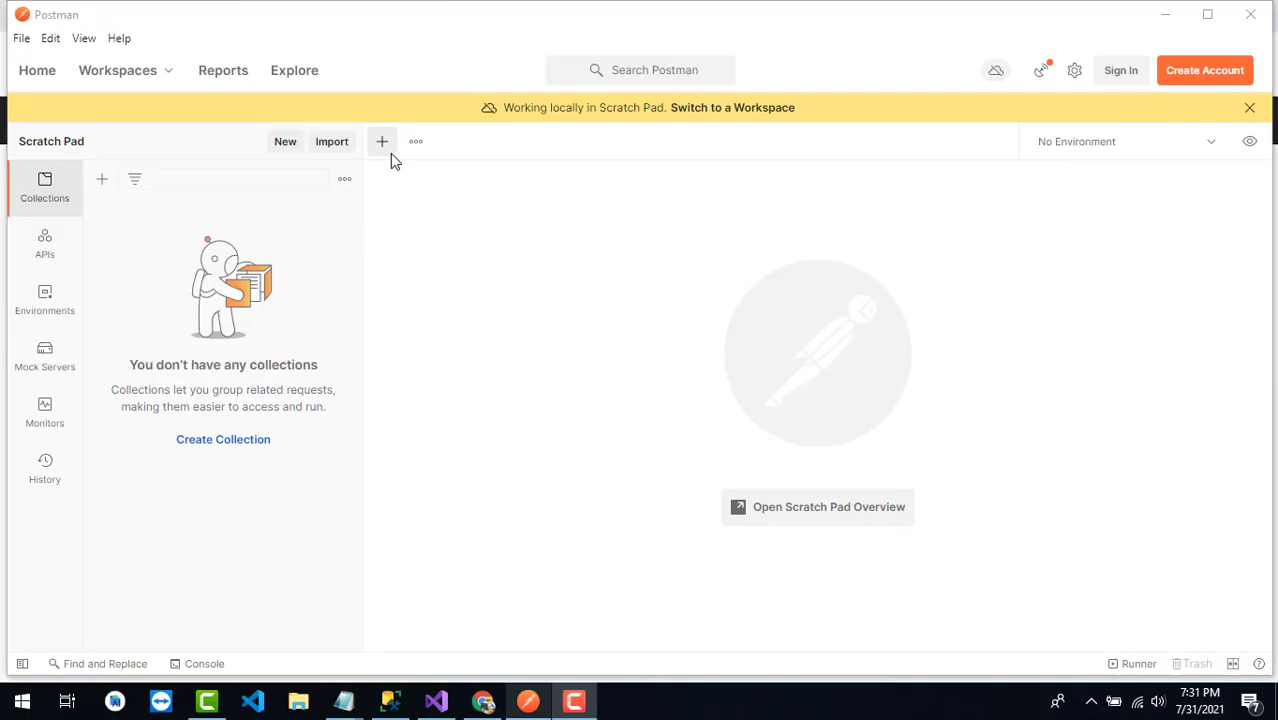 Postman
File Edit View Help
Home Workspaces Reports Explore Search Postman Sign In Create Account
Working locally in Scratch Pad. Switch to a Workspace
Scratch Pad New Import No Environment
Collections
APIs
Environments
Mock Servers
Monitors
History
You don't have any collections
Collections let you group related requests,
making them easier to access and run.
Create Collection
Open Scratch Pad Overview
Find and Replace Console Runner Trash
7:31 PM
7/31/2021
7